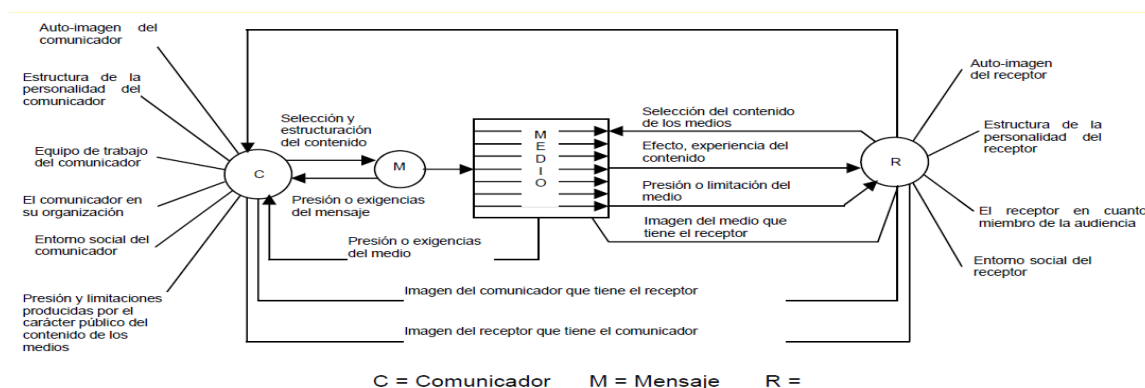 Auto-imagen del
comunicador
Estructura de la
personalidad del
comunicador
Equipo de trabajo
del comunicador
El comunicador en
su organización
Entorno social del
comunicador
Presión y limitaciones
producidas por el
carácter público del
contenido de los
medios
C
Selección y
estructuración
del contenido
M
Presión o exigencias
del mensaje
Presión o exigencias
del medio
MEDIO
Selección del contenido
de los medios
Efecto, experiencia del
contenido
Presión o limitación del
medio
Imagen del medio que
tiene el receptor
R
Auto-imagen
del receptor
Estructura de la
personalidad del
receptor
El receptor en cuanto
miembro de la audiencia
Entorno social del
receptor
Imagen del comunicador que tiene el receptor
Imagen del receptor que tiene el comunicador
C = Comunicador M = Mensaje R =